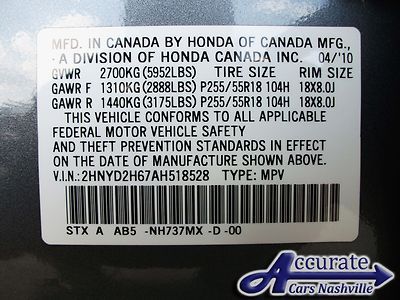 MFD. IN CANADA BY HONDA OF CANADA MFG.,
A DIVISION OF HONDA CANADA INC. 04/'10
GVWR 2700KG (5952LBS) TIRE SIZE RIM SIZE
GAWR F 1310KG (2888LBS) P255/55R18 104H 18X8.0J
GAWR R 1440KG (3175LBS) P255/55R18 104H 18X8.0J
THIS VEHICLE CONFORMS TO ALL APPLICABLE
FEDERAL MOTOR VEHICLE SAFETY
AND THEFT PREVENTION STANDARDS IN EFFECT
ON THE DATE OF MANUFACTURE SHOWN ABOVE.
V.I.N.: 2HNYD2H67AH518528 TYPE: MPV
STX A AB5 -NH737MX -D -00
Accurate
Cars Nashville